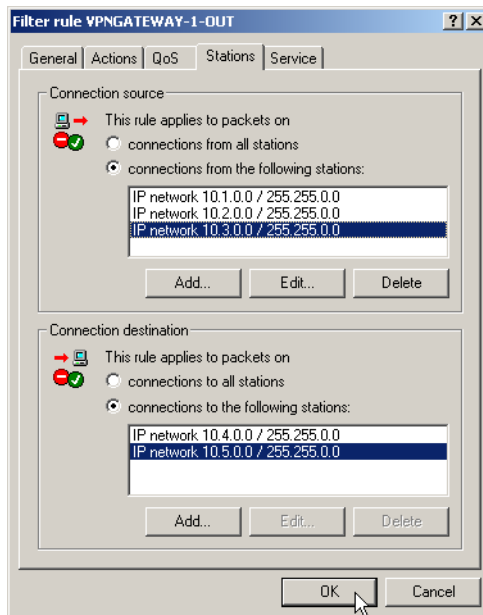 Filter rule VPNGATEWAY-1-OUT
General Actions QoS Stations Service
Connection source
This rule applies to packets on
connections from all stations
connections from the following stations:
IP network 10.1.0.0 / 255.255.0.0
IP network 10.2.0.0 / 255.255.0.0
IP network 10.3.0.0 / 255.255.0.0
Add... Edit... Delete
Connection destination
This rule applies to packets on
connections to all stations
connections to the following stations:
IP network 10.4.0.0 / 255.255.0.0
IP network 10.5.0.0 / 255.255.0.0
Add... Edit... Delete
OK Cancel